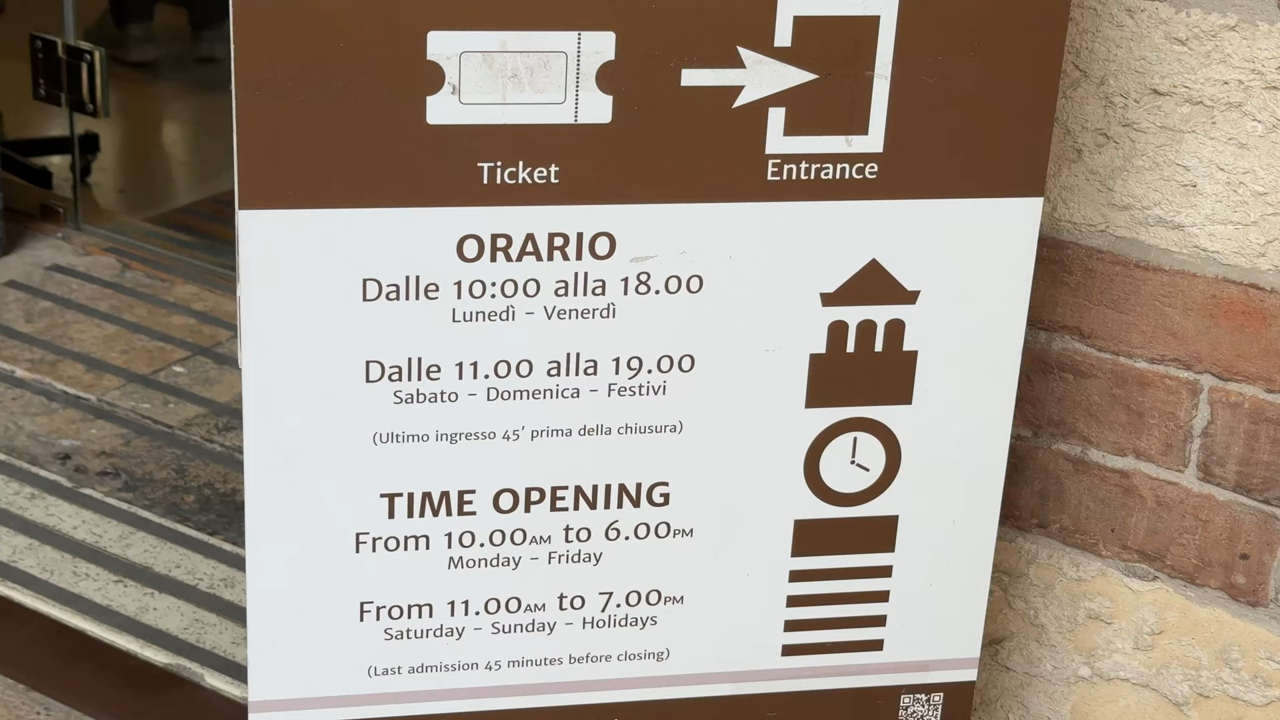 Ticket
Entrance
ORARIO
Dalle 10:00 alla 18.00
Lunedì - Venerdì
Dalle 11.00 alla 19.00
Sabato - Domenica - Festivi
(Ultimo ingresso 45' prima della chiusura)
TIME OPENING
From 10.00AM to 6.00PM
Monday - Friday
From 11.00AM to 7.00PM
Saturday - Sunday - Holidays
(Last admission 45 minutes before closing)